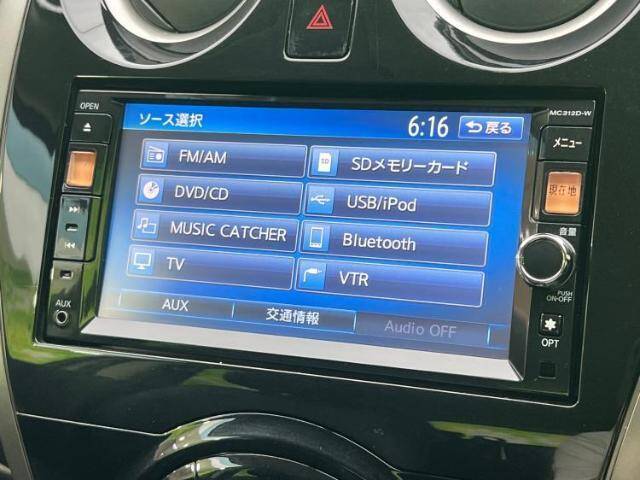 OPEN
MC312D-W
ソース選択
6:16
戻る
メニュー
FM/AM
SDメモリーカード
DVD/CD
USB/iPod
現在地
MUSIC CATCHER
Bluetooth
音量
TV
VTR
PUSH
ON-OFF
AUX
AUX
交通情報
Audio OFF
OPT